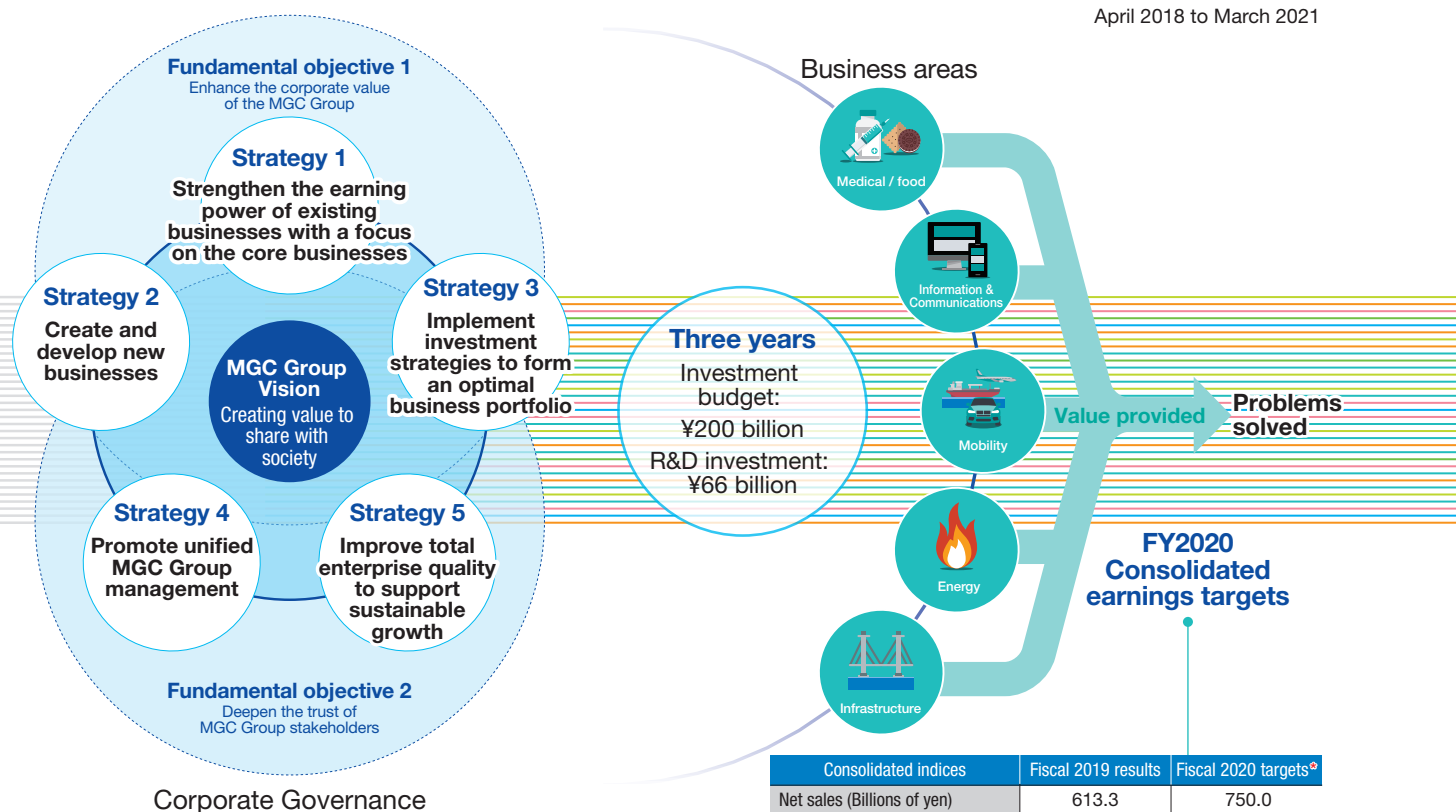 April 2018 to March 2021
Fundamental objective 1
Enhance the corporate value
of the MGC Group
Strategy 1
Strengthen the earning
power of existing
businesses with a focus
on the core businesses
Strategy 2
Create and
develop new
businesses
Strategy 3
Implement
investment
strategies to form
an optimal
business portfolio
MGC Group
Vision
Creating value to
share with
society
Strategy 4
Promote unified
MGC Group
management
Strategy 5
Improve total
enterprise quality
to support
sustainable
growth
Fundamental objective 2
Deepen the trust of
MGC Group stakeholders
Corporate Governance
Three years
Investment
budget:
¥200 billion
R&D investment:
¥66 billion
Business areas
Medical / food
Information &
Communications
Mobility
Energy
Infrastructure
Value provided
Problems
solved
FY2020
Consolidated
earnings targets
Consolidated indices Fiscal 2019 results Fiscal 2020 targets*
Net sales (Billions of yen) 613.3 750.0